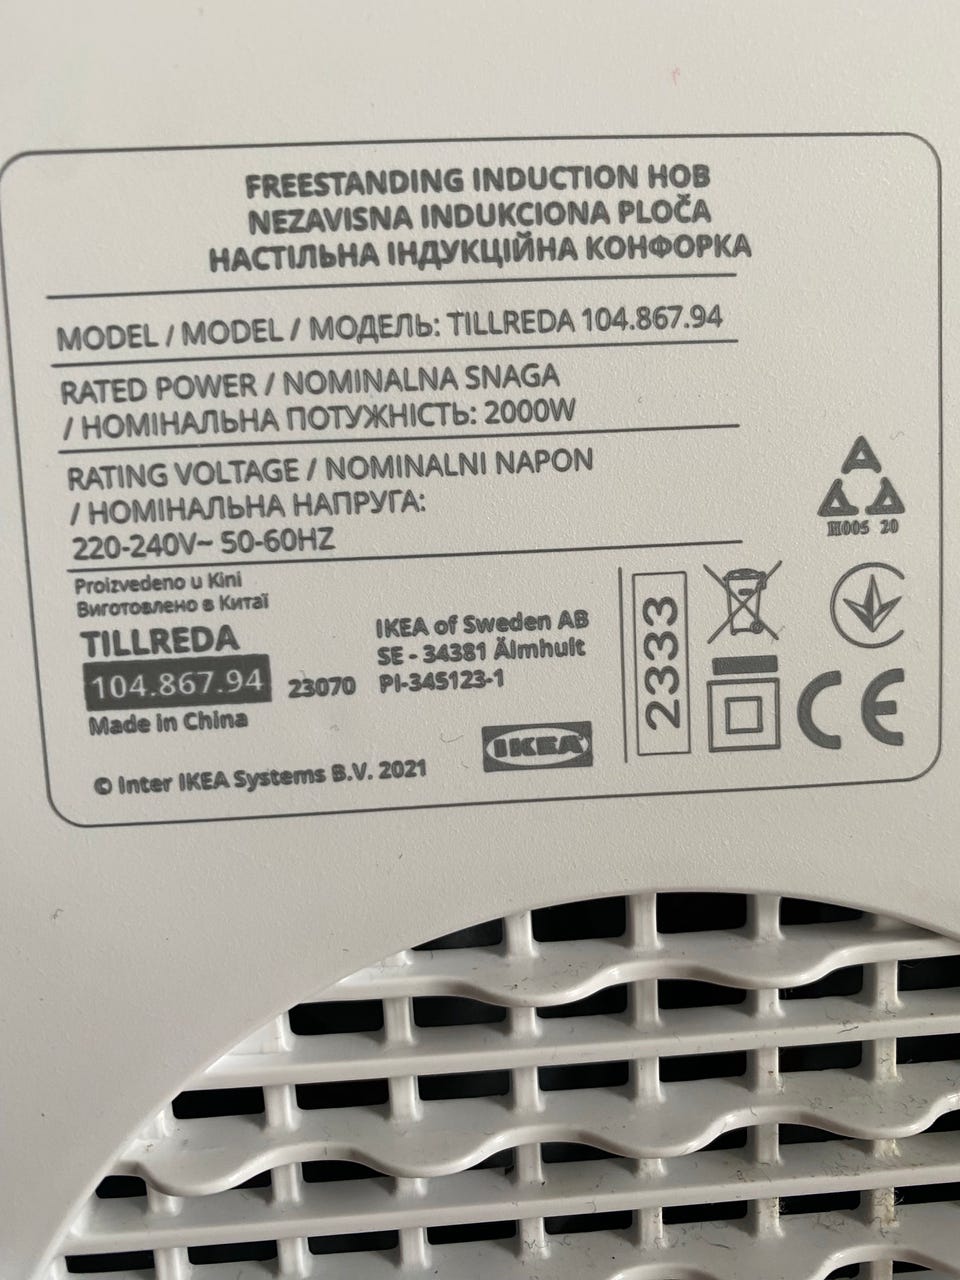 FREESTANDING INDUCTION HOB
NEZAVISNA INDUKCIONA PLOČA
НАСТІЛЬНА ІНДУКЦІЙНА КОНФОРКА
MODEL / MODEL / МОДЕЛЬ: TILLREDA 104.867.94
RATED POWER / NOMINALNA SNAGA
/ НОМІНАЛЬНА ПОТУЖНІСТЬ: 2000W
RATING VOLTAGE / NOMINALNI NAPON
/ НОМІНАЛЬНА НАПРУГА:
220-240V~ 50-60HZ
Proizvedeno u Kini
Виготовлено в Китаї
TILLREDA
104.867.94
Made in China
23070
IKEA of Sweden AB
SE - 34381 Älmhult
PI-345123-1
© Inter IKEA Systems B.V. 2021
IKEA
2333
A
A A
И005 20
CE